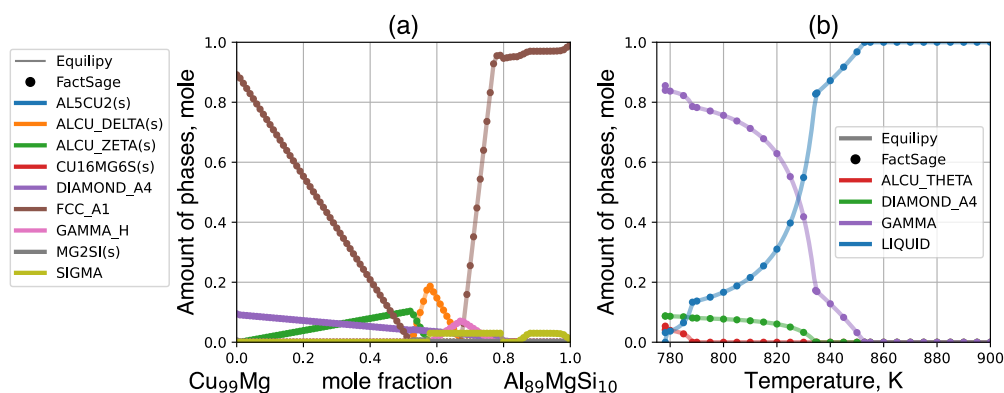 (a)
(b)
Equilipy
FactSage
AL5CU2(s)
ALCU_DELTA(s)
ALCU_ZETA(s)
CU16MG6S(s)
DIAMOND_A4
FCC_A1
GAMMA_H
MG2SI(s)
SIGMA
Amount of phases, mole
1.0
0.8
0.6
0.4
0.2
0.0
0.0 0.2 0.4 0.6 0.8 1.0
Cu₉₉Mg mole fraction Al₈₉MgSi₁₀
Amount of phases, mole
1.0
0.8
0.6
0.4
0.2
0.0
Equilipy
FactSage
ALCU_THETA
DIAMOND_A4
GAMMA
LIQUID
780 800 820 840 860 880 900
Temperature, K